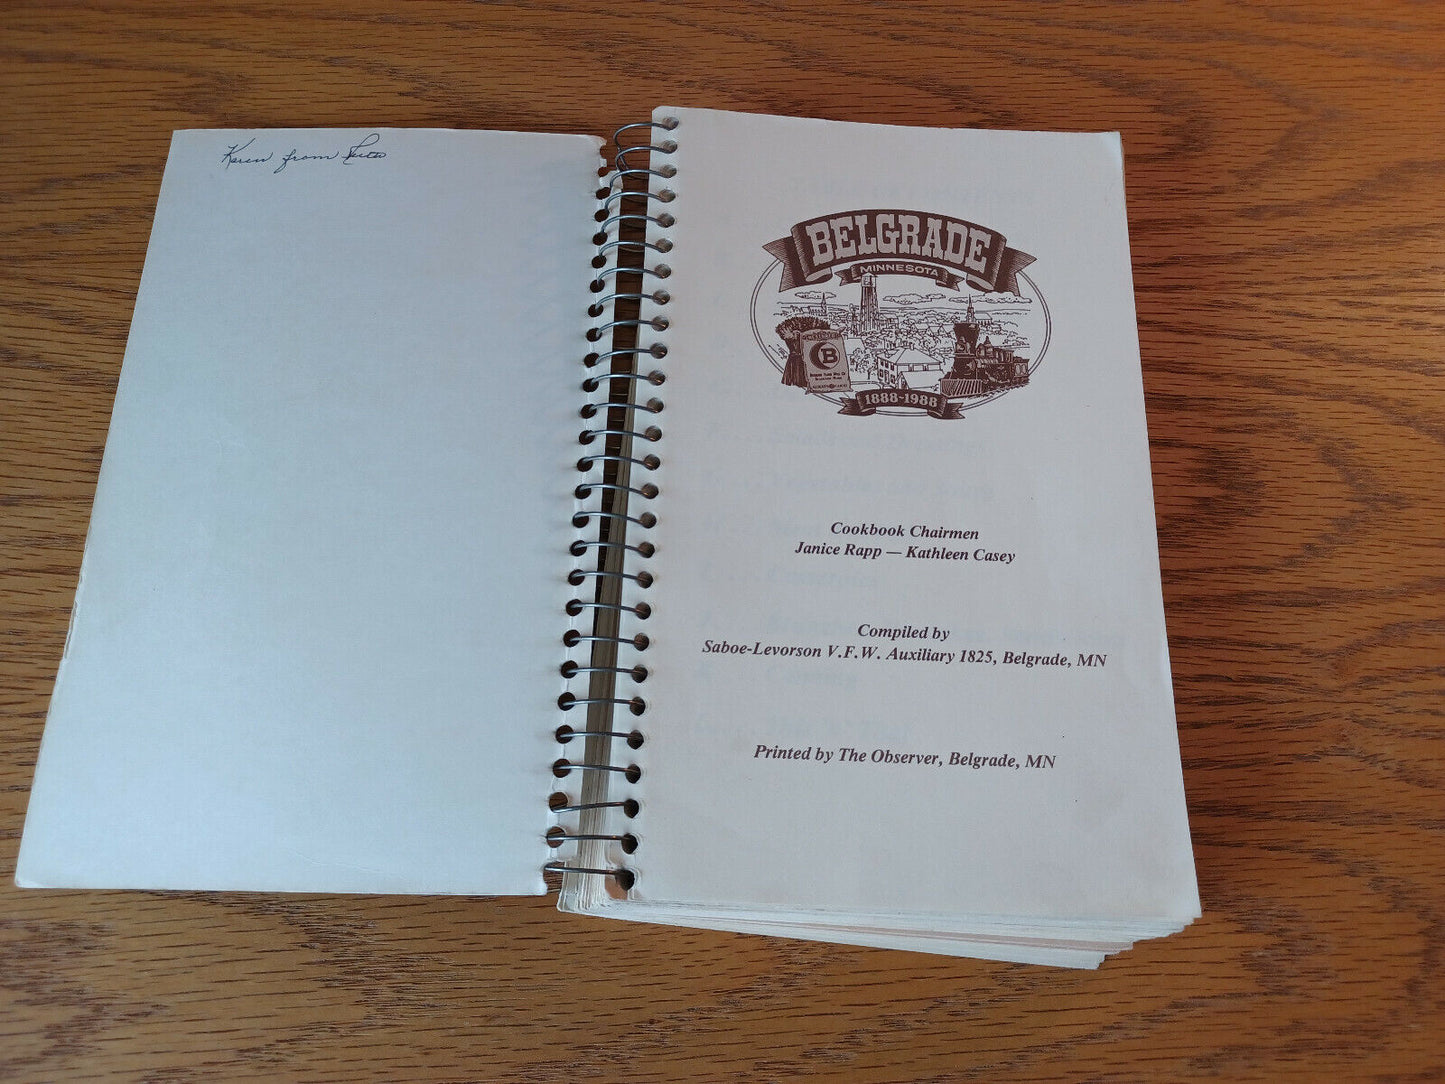 Karen from
BELGRADE
MINNESOTA
CB
1888-1988
Cookbook Chairmen
Janice Rapp — Kathleen Casey
Compiled by
Saboe-Levorson V.F.W. Auxiliary 1825, Belgrade, MN
Printed by The Observer, Belgrade, MN